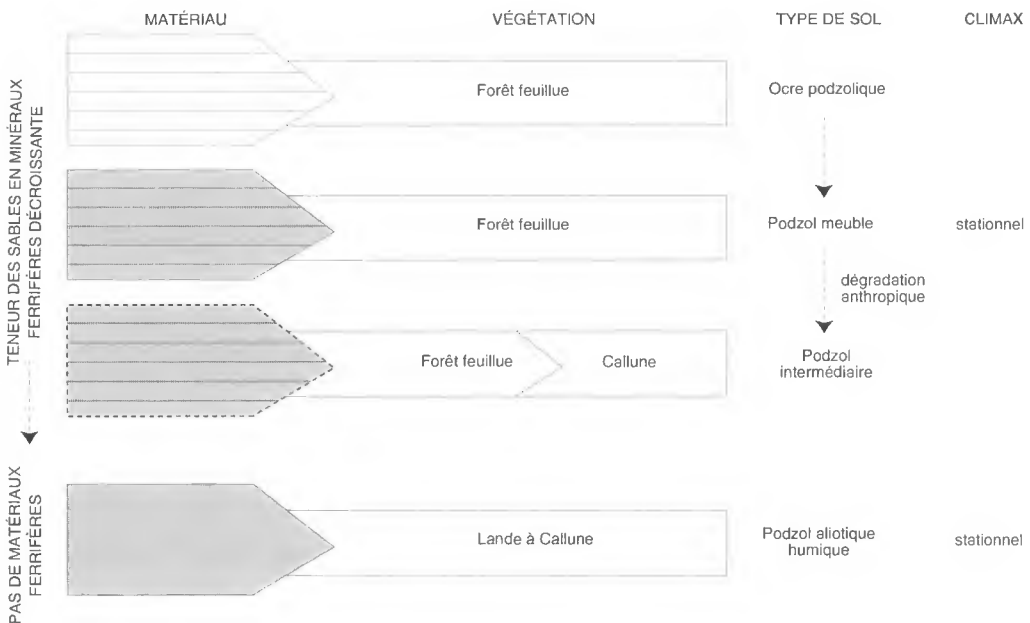 MATÉRIAU
VÉGÉTATION
TYPE DE SOL
CLIMAX
TENEUR DES SABLES EN MINÉRAUX
FERRIFÈRES DÉCROISSANTE
Forêt feuillue
Ocre podzolique
Forêt feuillue
Podzol meuble
stationnel
dégradation
anthropique
Forêt feuillue
Callune
Podzol
intermédiaire
PAS DE MATÉRIAUX
FERRIFÈRES
Lande à Callune
Podzol aliotique
humique
stationnel